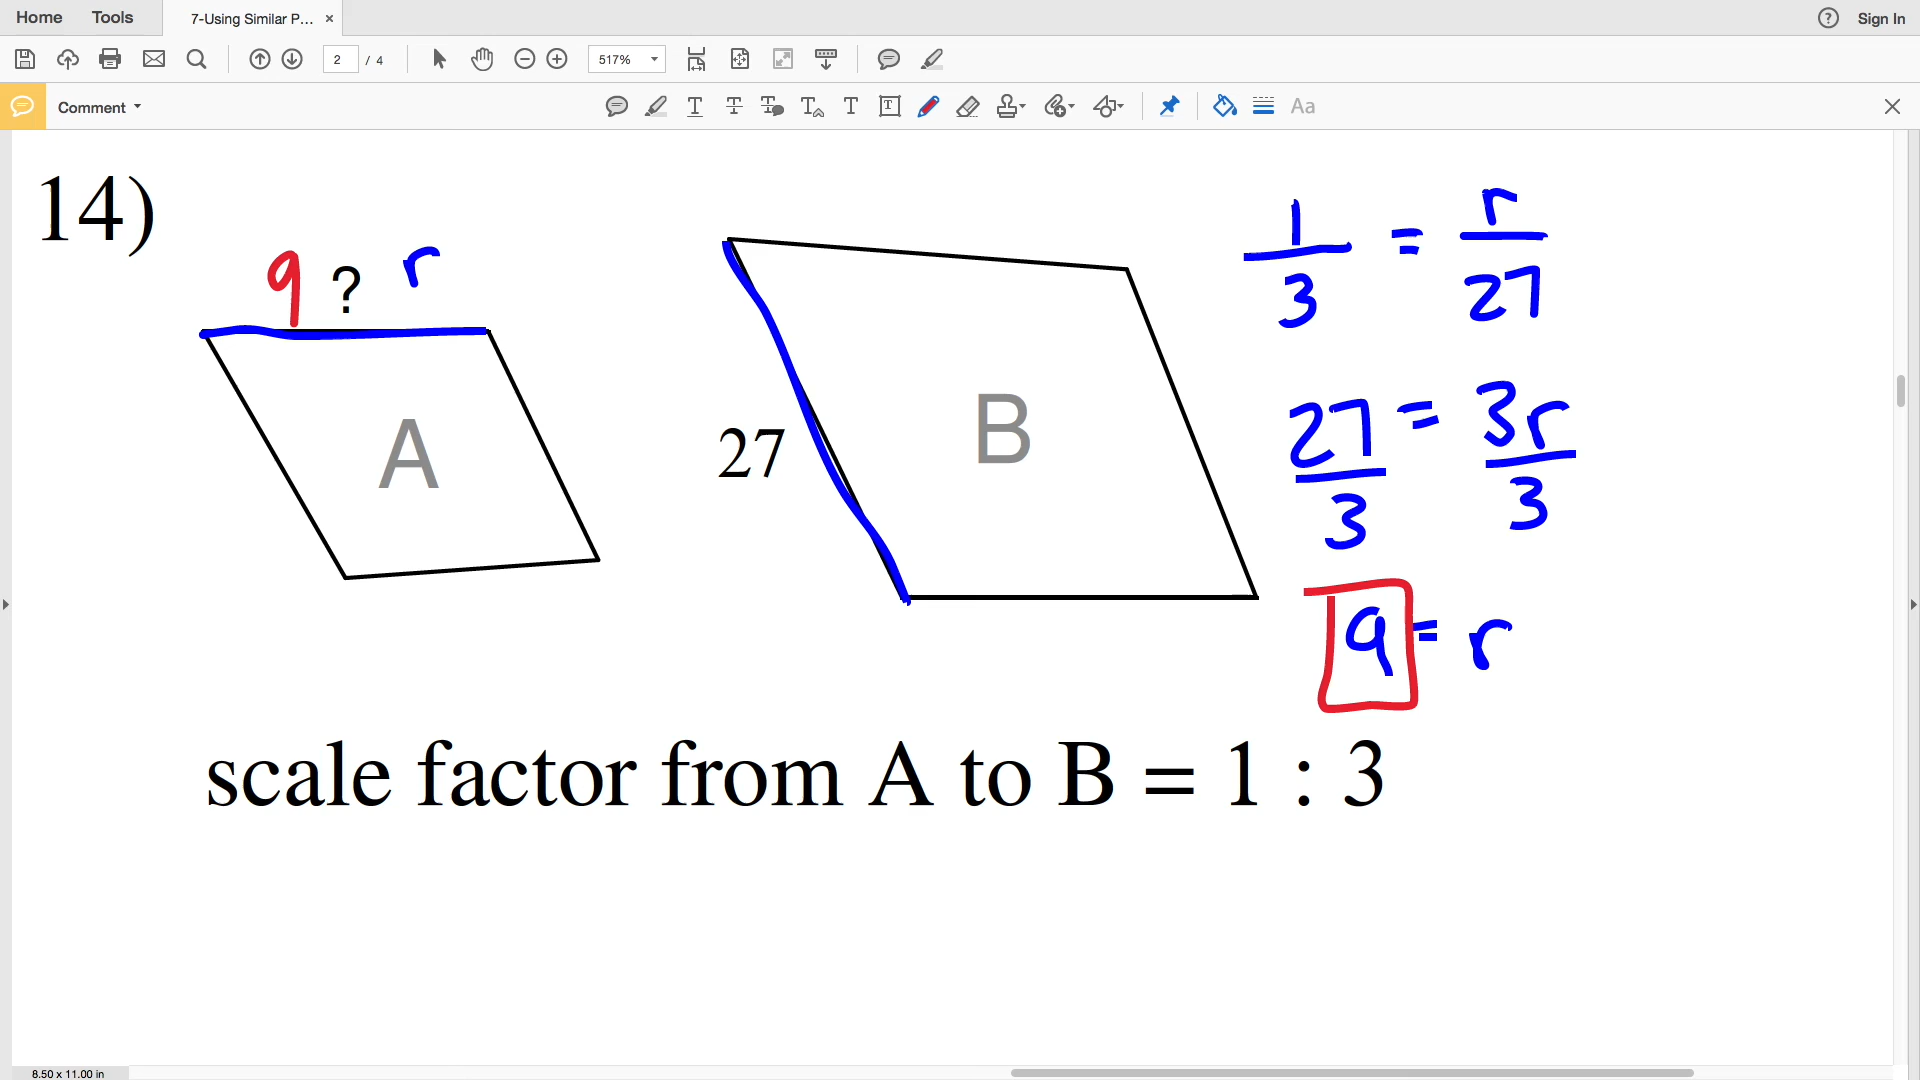 Home Tools 7-Using Similar P... × ? Sign In
2 / 4 517%
Comment Aa
14)
9 ? r
A
27
B
1/3 = r/27
27/3 = 3r/3
9 = r
scale factor from A to B = 1 : 3
8.50 x 11.00 in